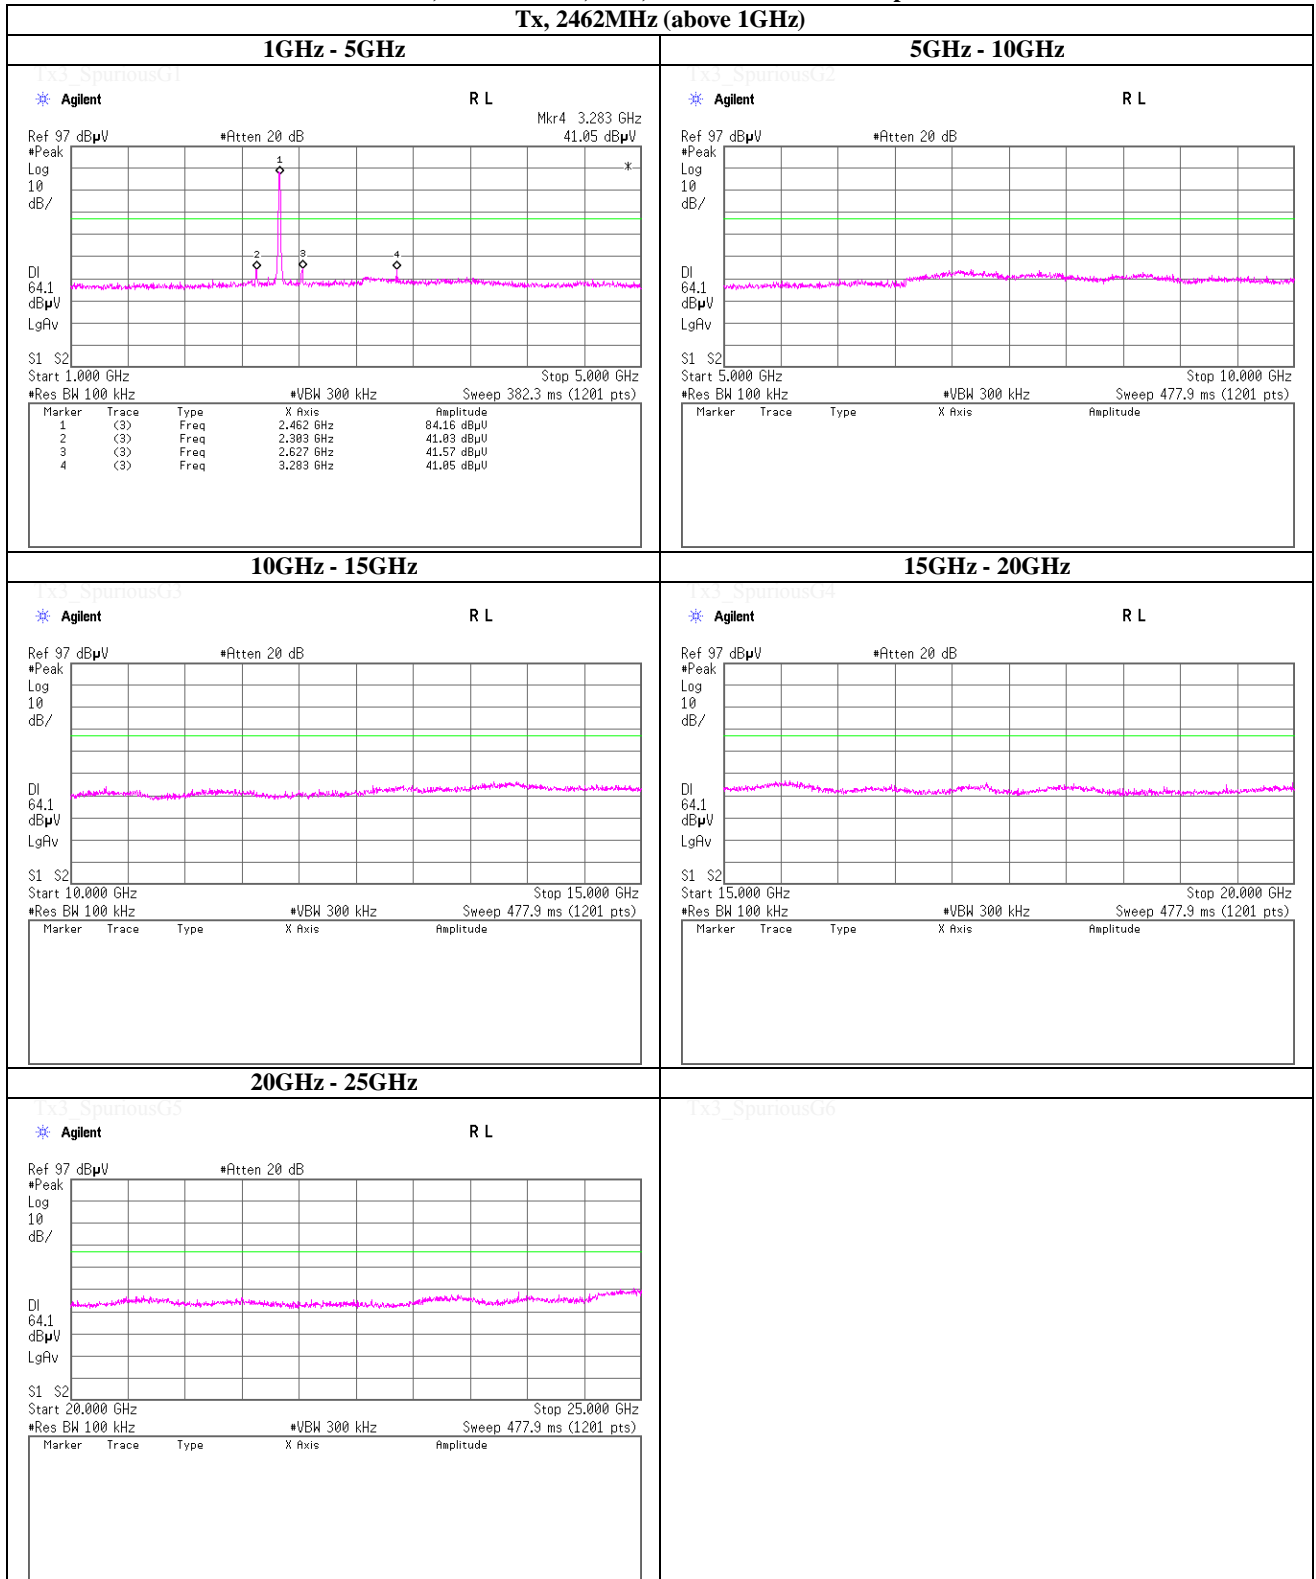 Tx, 2462MHz (above 1GHz)
1GHz - 5GHz
5GHz - 10GHz
Tx3_SpuriousG1
Agilent
R L
Mkr4 3.283 GHz
Ref 97 dBµV
#Atten 20 dB
41.05 dBµV
#Peak
Log
10
dB/
1
2
3
4
*
DI
64.1
dBµV
LgAv
S1 S2
Start 1.000 GHz
Stop 5.000 GHz
#Res BW 100 kHz
#VBW 300 kHz
Sweep 382.3 ms (1201 pts)
Marker Trace Type X Axis Amplitude
1 (3) Freq 2.462 GHz 84.16 dBµV
2 (3) Freq 2.303 GHz 41.03 dBµV
3 (3) Freq 2.627 GHz 41.57 dBµV
4 (3) Freq 3.283 GHz 41.05 dBµV
Tx3_SpuriousG2
Agilent
R L
Ref 97 dBµV
#Atten 20 dB
#Peak
Log
10
dB/
DI
64.1
dBµV
LgAv
S1 S2
Start 5.000 GHz
Stop 10.000 GHz
#Res BW 100 kHz
#VBW 300 kHz
Sweep 477.9 ms (1201 pts)
Marker Trace Type X Axis Amplitude
10GHz - 15GHz
15GHz - 20GHz
Tx3_SpuriousG3
Agilent
R L
Ref 97 dBµV
#Atten 20 dB
#Peak
Log
10
dB/
DI
64.1
dBµV
LgAv
S1 S2
Start 10.000 GHz
Stop 15.000 GHz
#Res BW 100 kHz
#VBW 300 kHz
Sweep 477.9 ms (1201 pts)
Marker Trace Type X Axis Amplitude
Tx3_SpuriousG4
Agilent
R L
Ref 97 dBµV
#Atten 20 dB
#Peak
Log
10
dB/
DI
64.1
dBµV
LgAv
S1 S2
Start 15.000 GHz
Stop 20.000 GHz
#Res BW 100 kHz
#VBW 300 kHz
Sweep 477.9 ms (1201 pts)
Marker Trace Type X Axis Amplitude
20GHz - 25GHz
Tx3_SpuriousG5
Agilent
R L
Ref 97 dBµV
#Atten 20 dB
#Peak
Log
10
dB/
DI
64.1
dBµV
LgAv
S1 S2
Start 20.000 GHz
Stop 25.000 GHz
#Res BW 100 kHz
#VBW 300 kHz
Sweep 477.9 ms (1201 pts)
Marker Trace Type X Axis Amplitude
Tx3_SpuriousG6